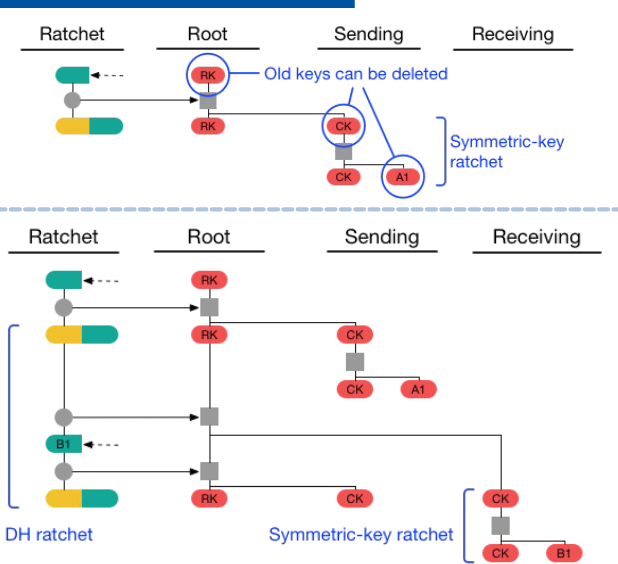 Ratchet Root Sending Receiving
RK Old keys can be deleted
RK CK
Symmetric-key
ratchet
CK A1
Ratchet Root Sending Receiving
RK
RK CK
CK A1
B1
RK CK CK
DH ratchet Symmetric-key ratchet
CK B1